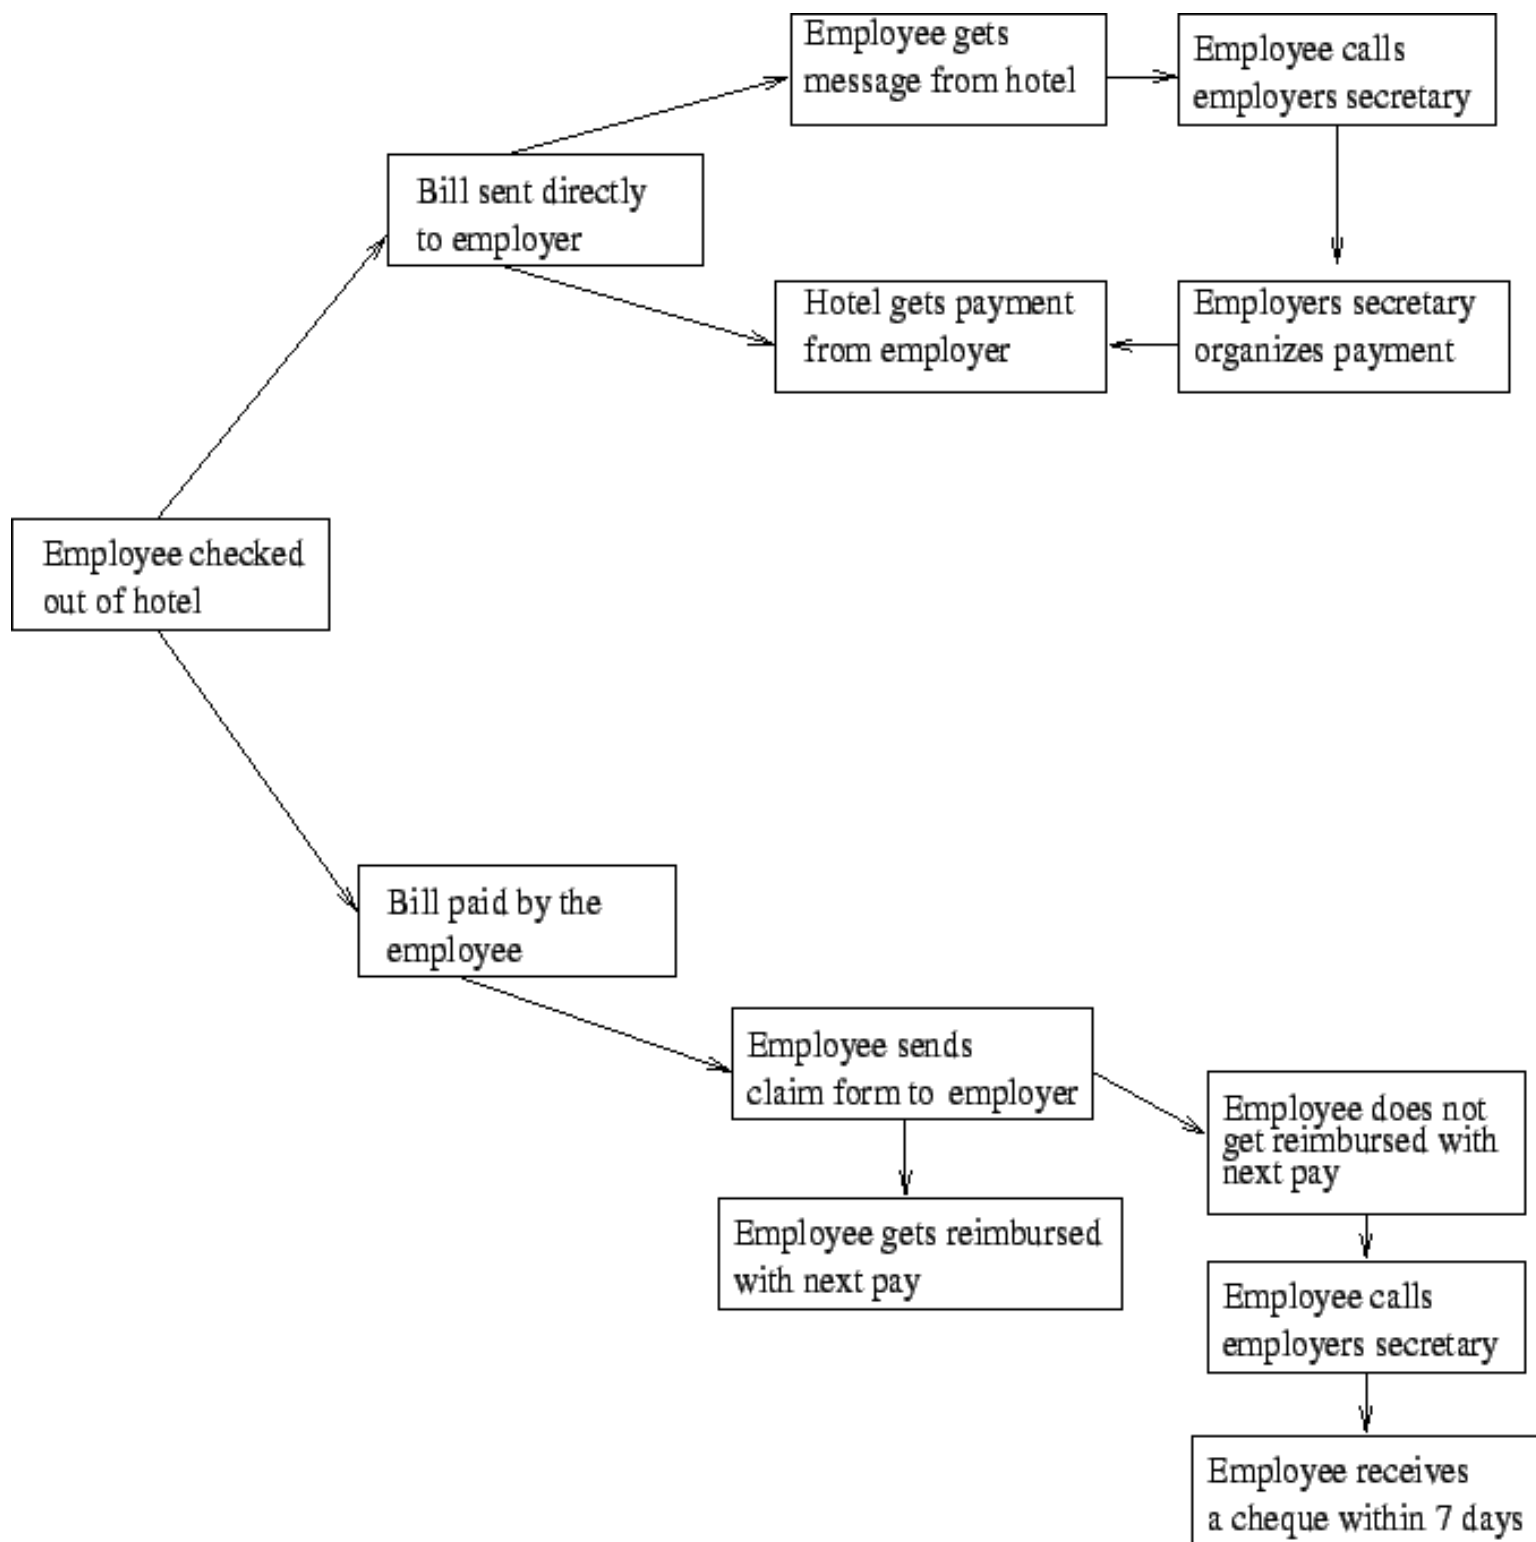 Employee gets
message from hotel
Employee calls
employers secretary
Bill sent directly
to employer
Hotel gets payment
from employer
Employers secretary
organizes payment
Employee checked
out of hotel
Bill paid by the
employee
Employee sends
claim form to employer
Employee does not
get reimbursed with
next pay
Employee gets reimbursed
with next pay
Employee calls
employers secretary
Employee receives
a cheque within 7 days